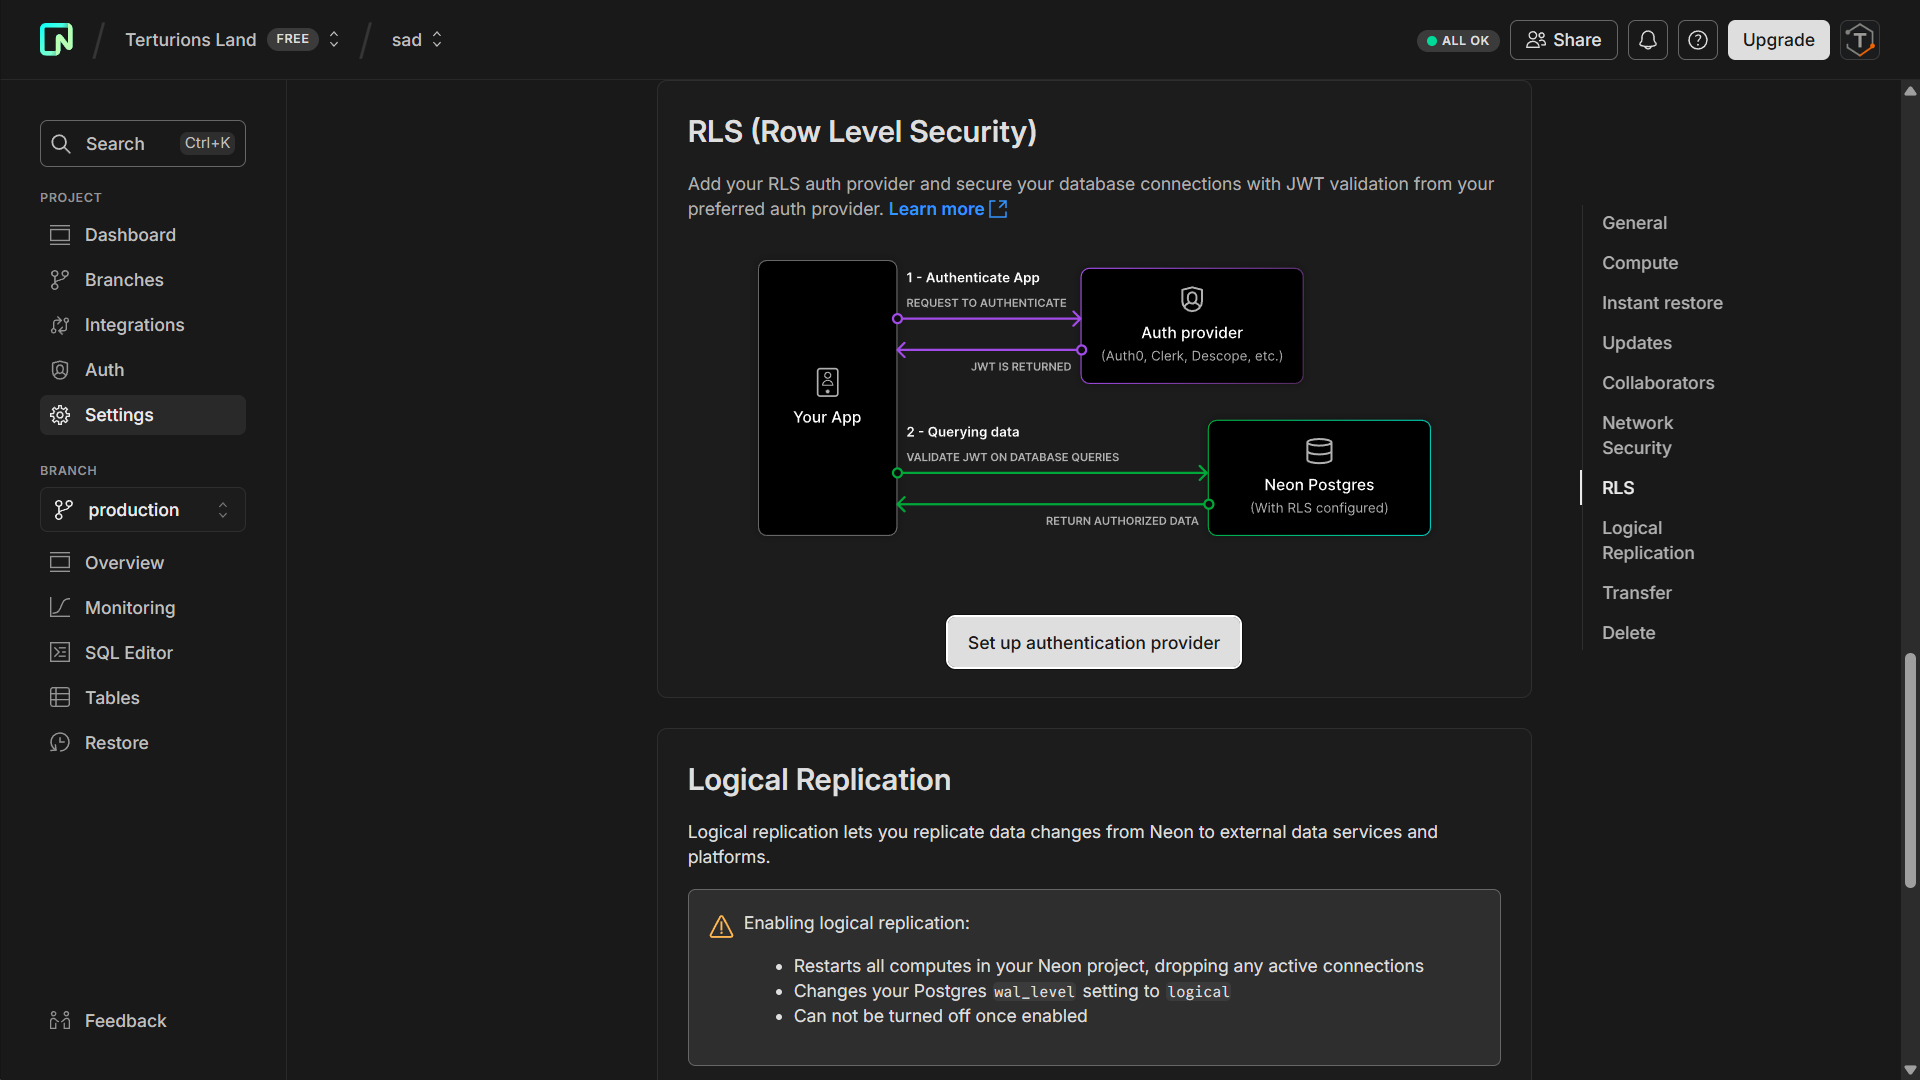 Terturions Land FREE
sad
ALL OK
Share
Upgrade
Search Ctrl+K
PROJECT
Dashboard
Branches
Integrations
Auth
Settings
BRANCH
production
Overview
Monitoring
SQL Editor
Tables
Restore
Feedback
RLS (Row Level Security)
Add your RLS auth provider and secure your database connections with JWT validation from your
preferred auth provider. Learn more
1 - Authenticate App
REQUEST TO AUTHENTICATE
JWT IS RETURNED
Auth provider
(Auth0, Clerk, Descope, etc.)
Your App
2 - Querying data
VALIDATE JWT ON DATABASE QUERIES
RETURN AUTHORIZED DATA
Neon Postgres
(With RLS configured)
Set up authentication provider
Logical Replication
Logical replication lets you replicate data changes from Neon to external data services and
platforms.
Enabling logical replication:
• Restarts all computes in your Neon project, dropping any active connections
• Changes your Postgres wal_level setting to logical
• Can not be turned off once enabled
General
Compute
Instant restore
Updates
Collaborators
Network
Security
RLS
Logical
Replication
Transfer
Delete